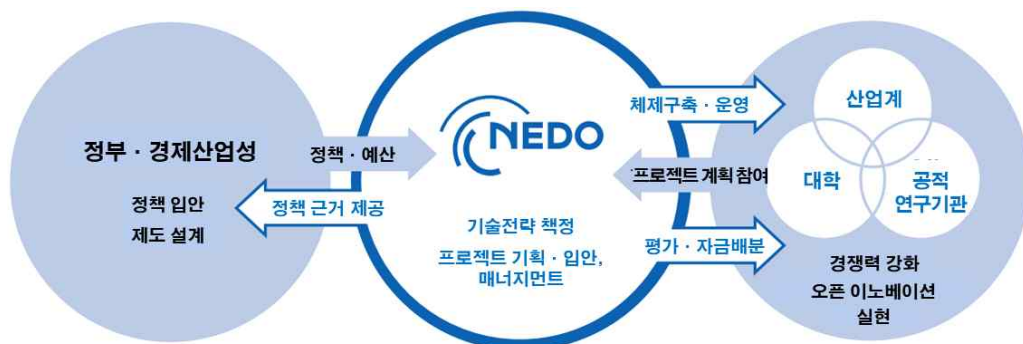 정부 · 경제산업성
정책 입안
제도 설계
정책 · 예산
정책 근거 제공
NEDO
기술전략 책정
프로젝트 기획 · 입안,
매너지먼트
체제구축 · 운영
프로젝트 계획 참여
평가 · 자금배분
산업계
대학
공적
연구기관
경쟁력 강화
오픈 이노베이션
실현